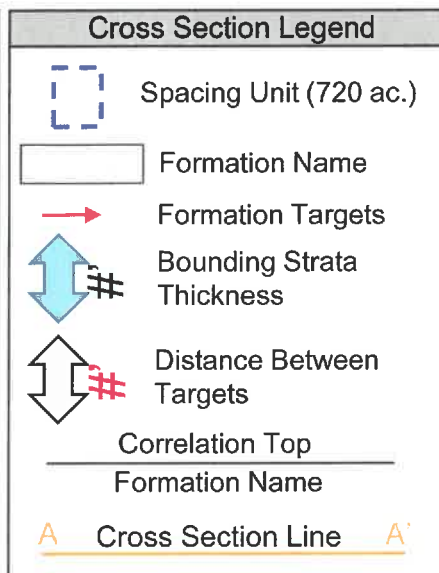 Cross Section Legend
Spacing Unit (720 ac.)
Formation Name
Formation Targets
Bounding Strata
Thickness
'#
Distance Between
Targets
'#
Correlation Top
Formation Name
A Cross Section Line A'